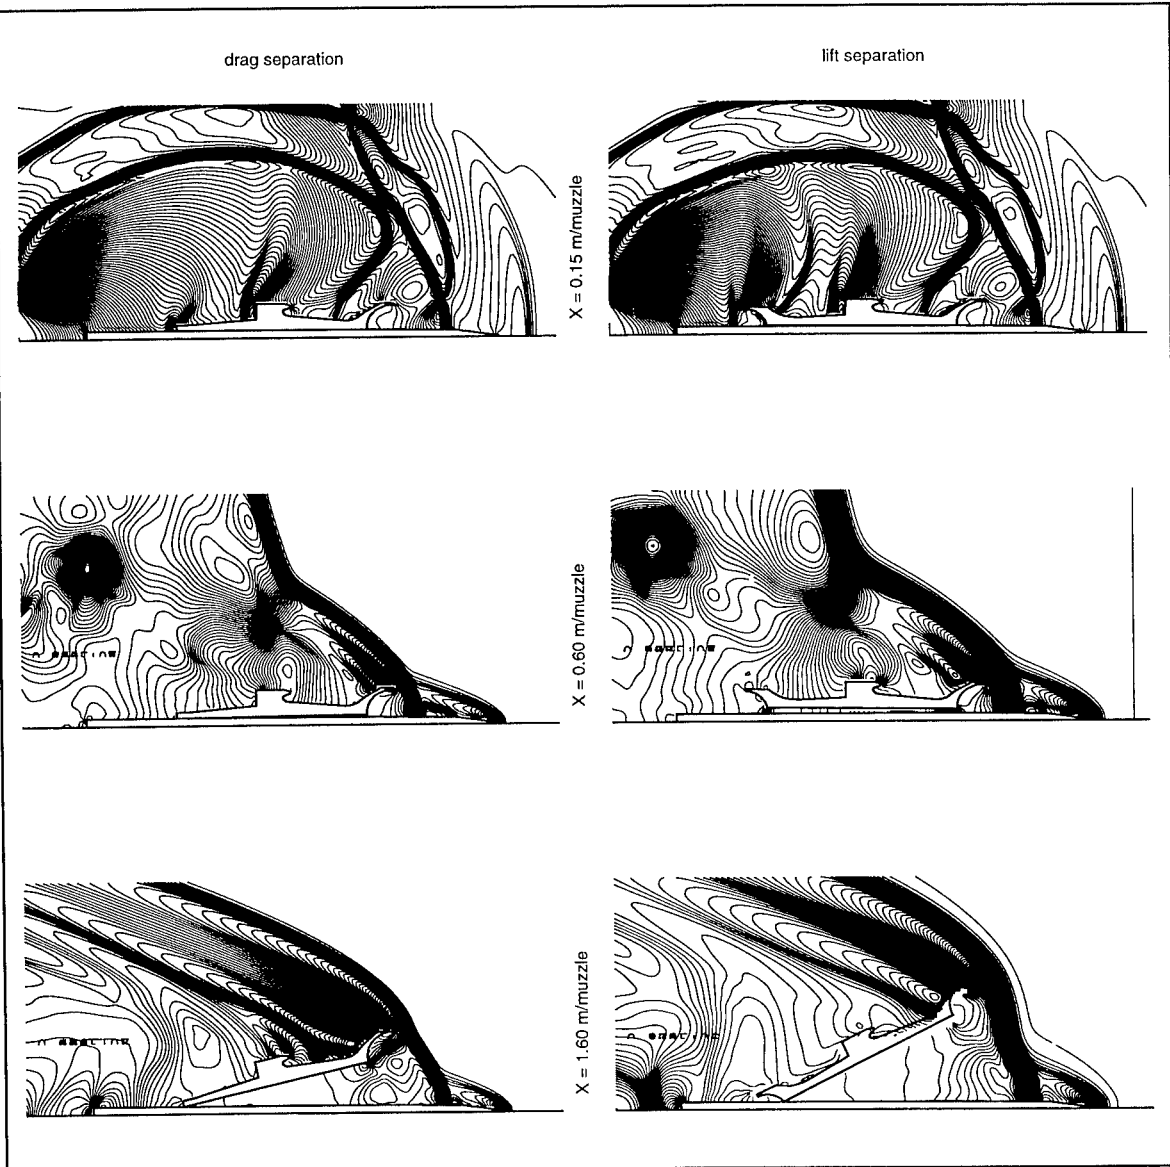 drag separation
lift separation
X = 0.15 m/muzzle
X = 0.60 m/muzzle
X = 1.60 m/muzzle